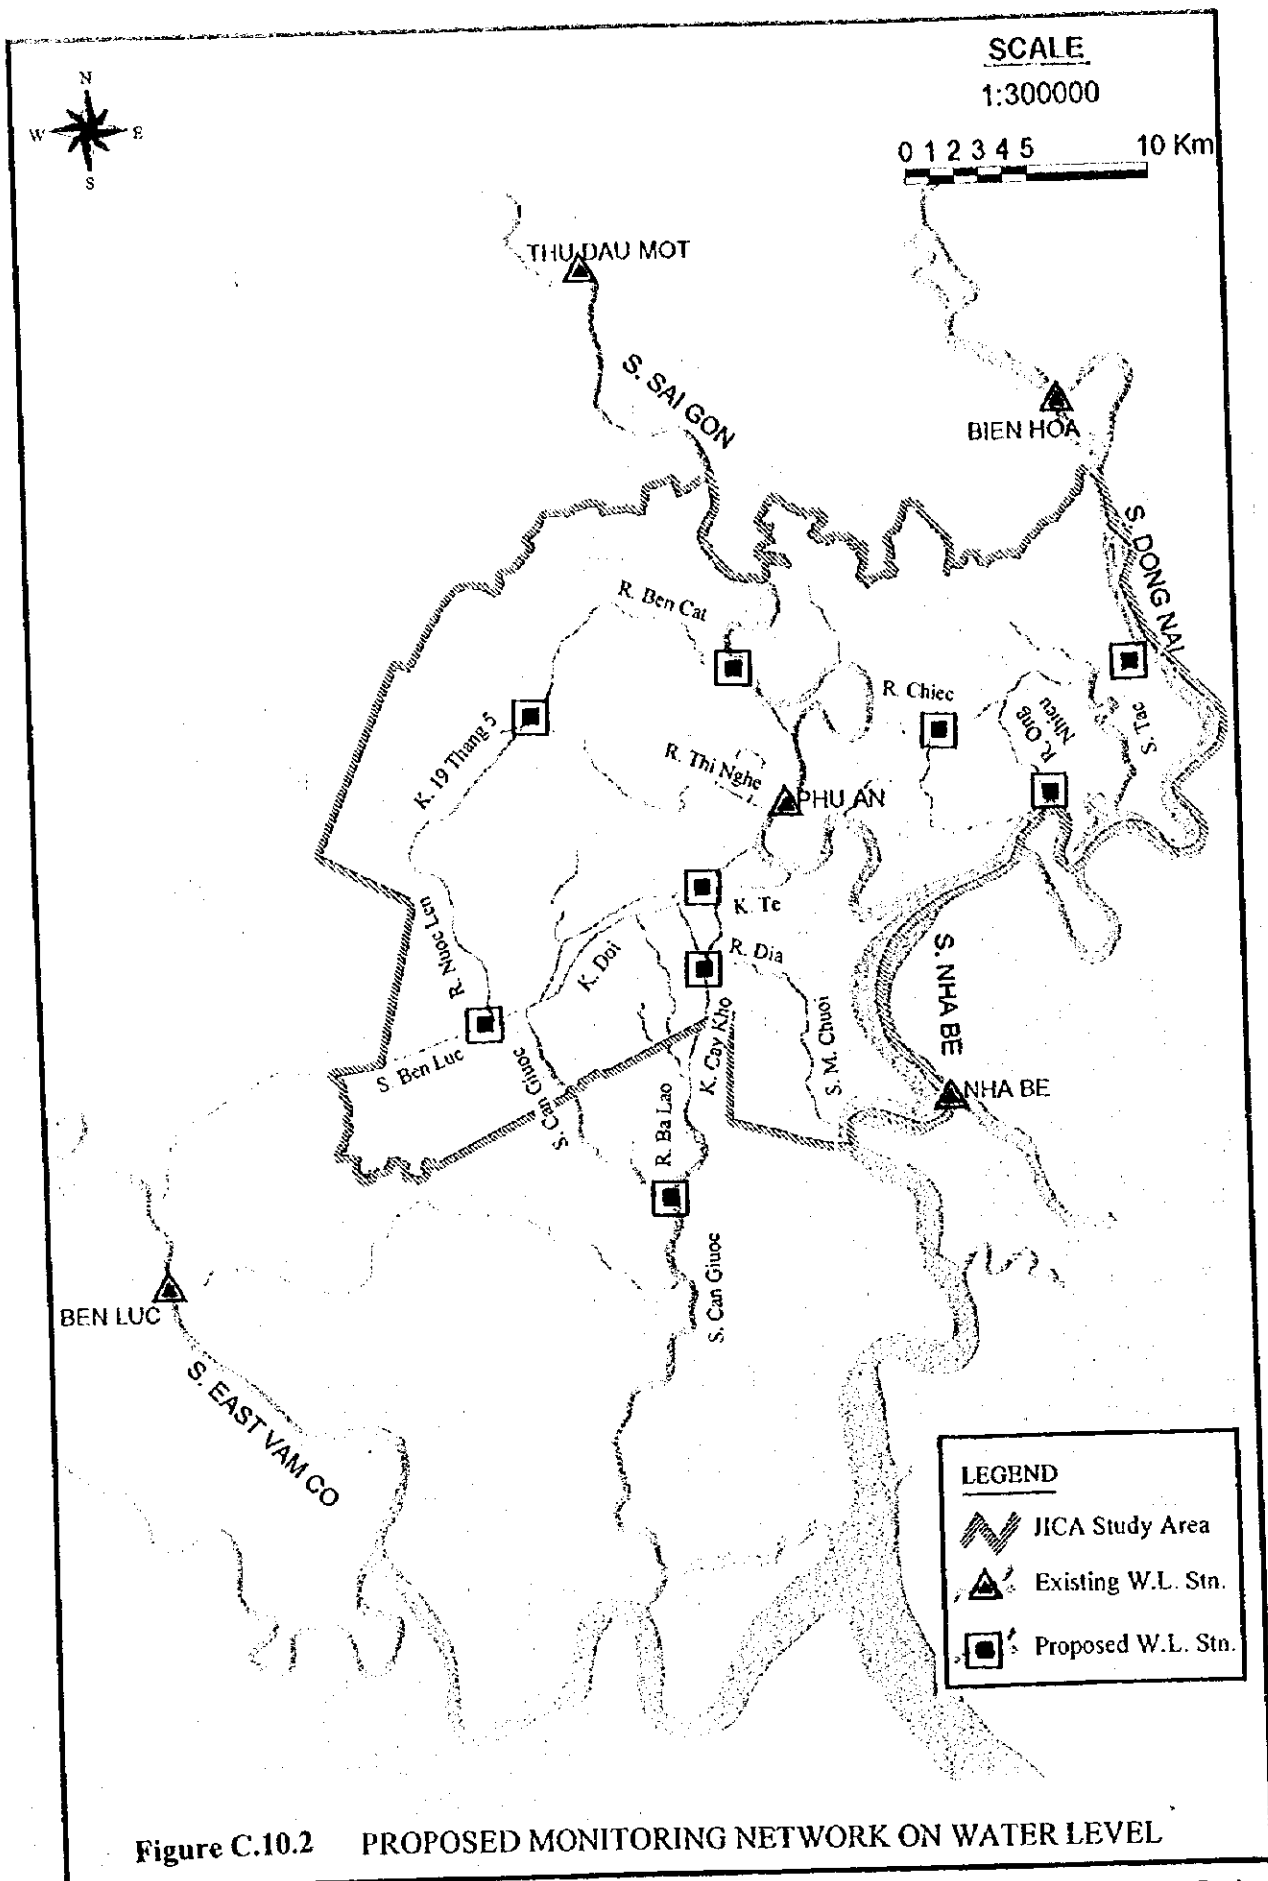 SCALE
1:300000
0 1 2 3 4 5 10 Km
N
W E
S
THU DAU MOT
S. SAI GON
BIEN HOA
S. DONG NAI
R. Ben Cat
R. Chiec
R. Ong
Nhieu
S. Tac
K. 19 Thang 5
R. Thi Nghe
PHU AN
K. Te
R. Nuoc Len
K. Doi
R. Dia
S. NHA BE
S. Ben Luc
S. Can Giuoc
K. Cay Kho
S. M. Chuoi
NHA BE
R. Ba Lao
S. Can Giuoc
BEN LUC
S. EAST VAM CO
LEGEND
JICA Study Area
Existing W.L. Stn.
Proposed W.L. Stn.
Figure C.10.2 PROPOSED MONITORING NETWORK ON WATER LEVEL